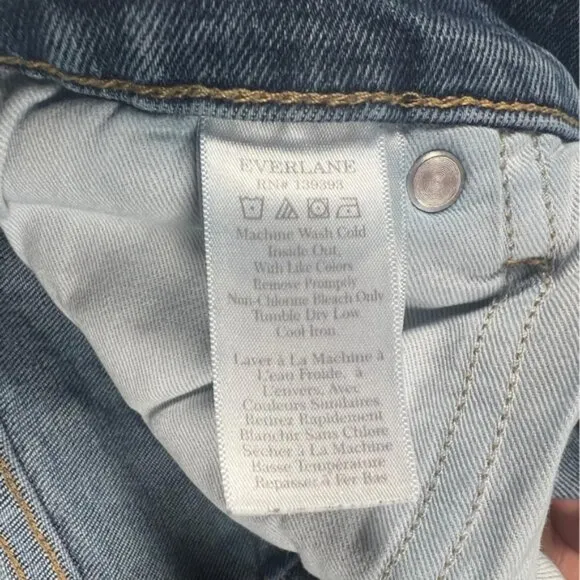 EVERLANE
RN# 139393
Machine Wash Cold
Inside Out,
With Like Colors
Remove Promptly
Non-Chlorine Bleach Only
Tumble Dry Low
Cool Iron
Laver à La Machine à
L'eau Froide, à
L'envers, Avec
Couleurs Similaires
Retirez Rapidement
Blanchir Sans Chlore
Sécher à La Machine
Basse Température
Repasser à Fer Bas